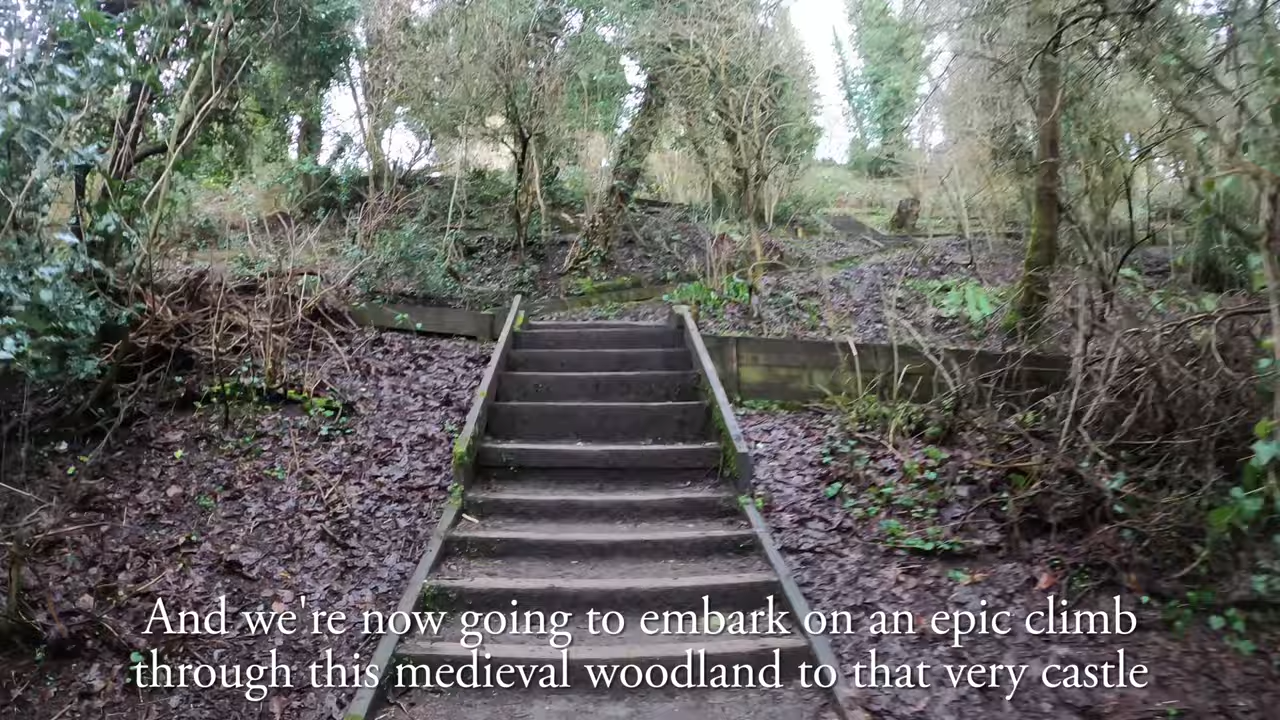 And we're now going to embark on an epic climb
through this medieval woodland to that very castle